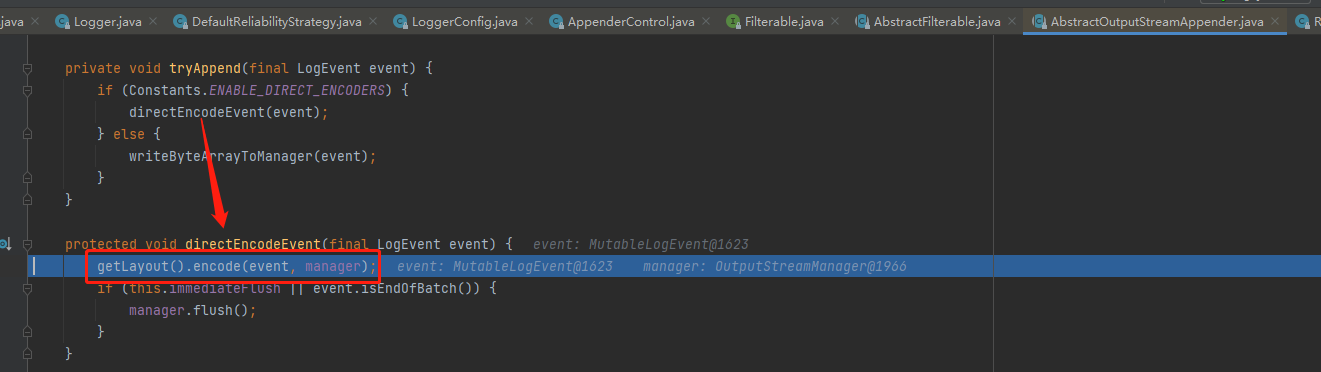 .java Logger.java DefaultReliabilityStrategy.java LoggerConfig.java AppenderControl.java Filterable.java AbstractFilterable.java AbstractOutputStreamAppender.java R
private void tryAppend(final LogEvent event) {
if (Constants.ENABLE_DIRECT_ENCODERS) {
directEncodeEvent(event);
} else {
writeByteArrayToManager(event);
}
}
protected void directEncodeEvent(final LogEvent event) { event: MutableLogEvent@1623
getLayout().encode(event, manager); event: MutableLogEvent@1623 manager: OutputStreamManager@1966
if (this.immediateFlush || event.isEndOfBatch()) {
manager.flush();
}
}